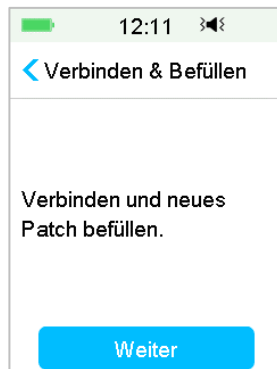 12:11
Verbinden & Befüllen
Verbinden und neues
Patch befüllen.
Weiter